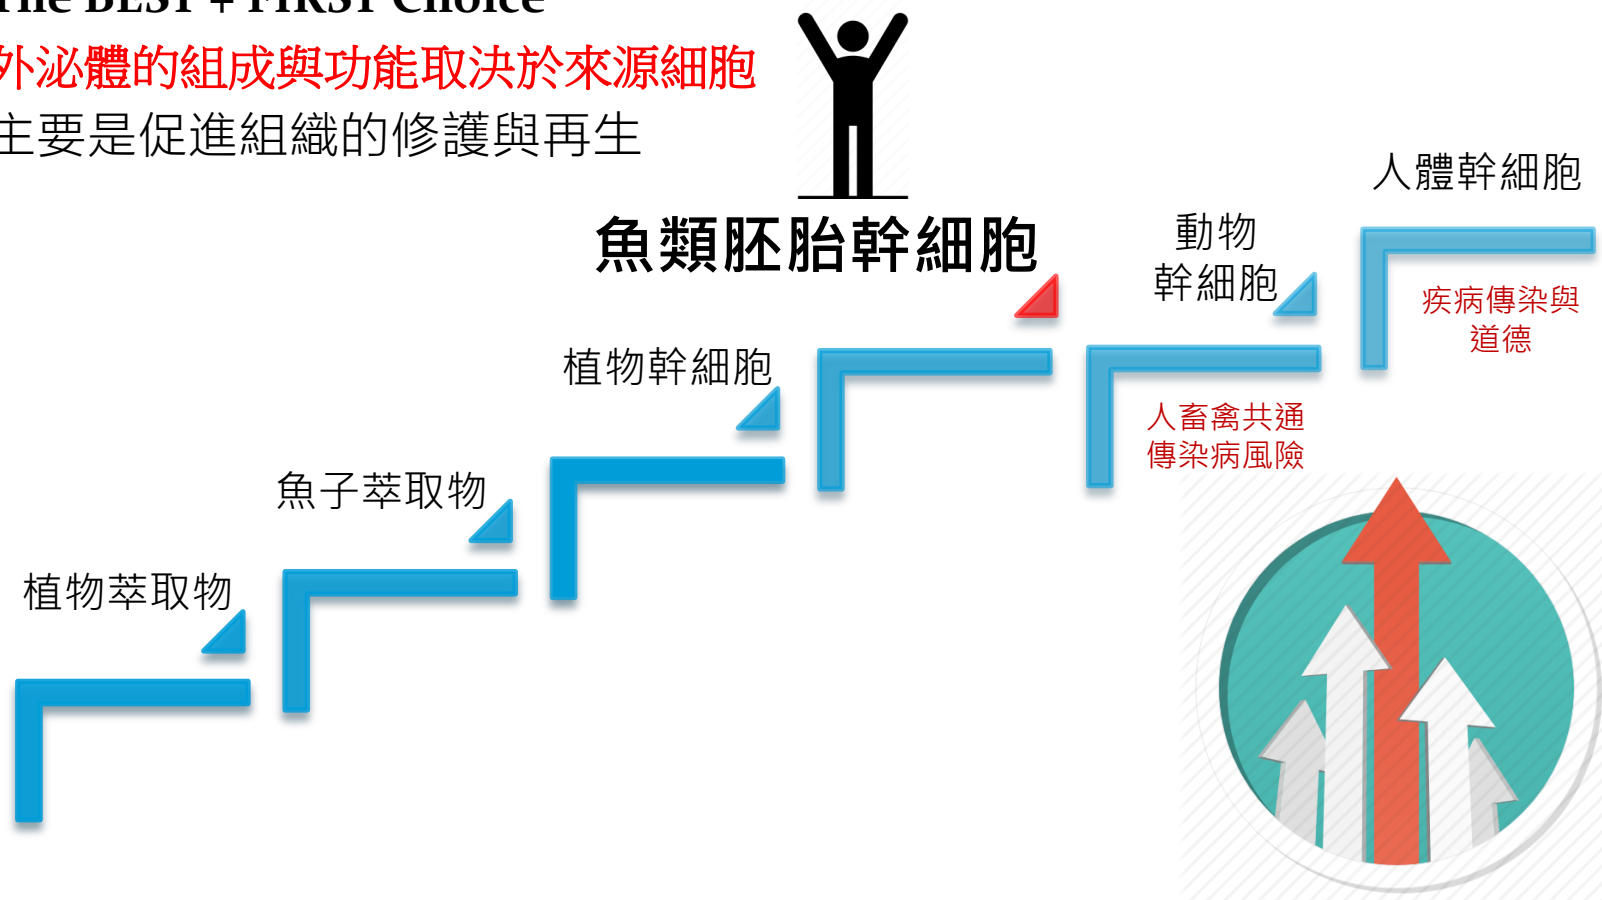 The BEST + FIRST Choice
外泌體的組成與功能取決於來源細胞
主要是促進組織的修護與再生
人體幹細胞
動物
幹細胞
魚類胚胎幹細胞
疾病傳染與
道德
植物幹細胞
人畜禽共通
傳染病風險
魚子萃取物
植物萃取物